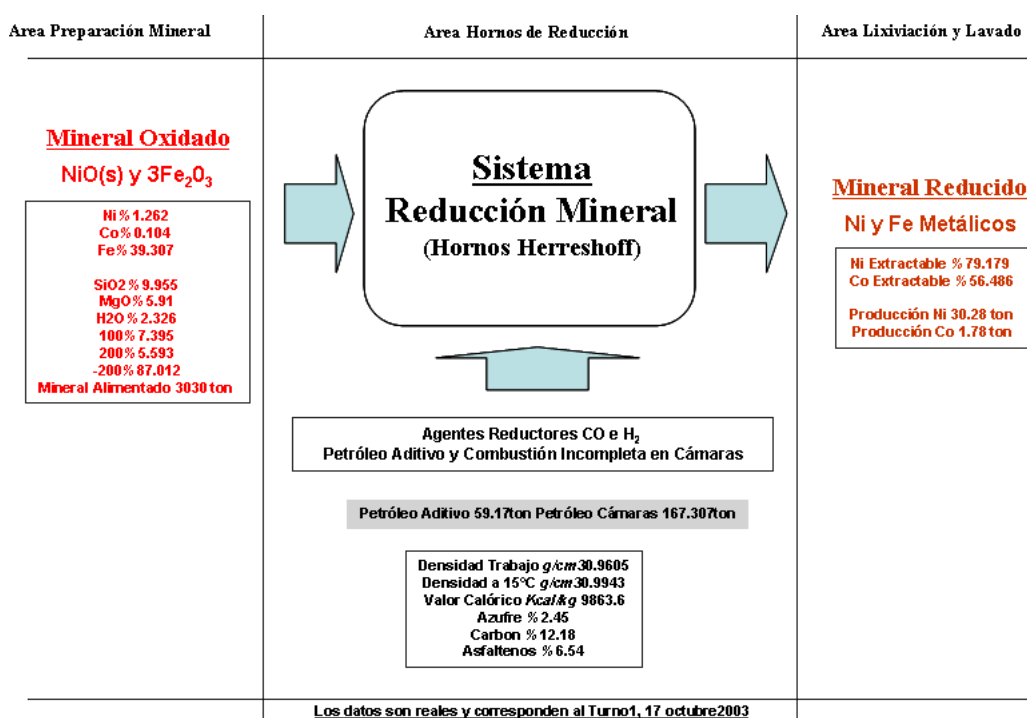 Area Preparación Mineral
Area Hornos de Reducción
Area Lixiviación y Lavado
Mineral Oxidado
NiO(s) y 3Fe₂0₃
Ni % 1.262
Co% 0.104
Fe% 39.307
SiO2 % 9.955
MgO% 5.91
H2O % 2.326
100% 7.395
200% 5.593
-200% 87.012
Mineral Alimentado 3030 ton
Sistema
Reducción Mineral
(Hornos Herreshoff)
Mineral Reducido
Ni y Fe Metálicos
Ni Extractable % 79.179
Co Extractable % 56.486
Producción Ni 30.28 ton
Producción Co 1.78 ton
Agentes Reductores CO e H₂
Petróleo Aditivo y Combustión Incompleta en Cámaras
Petróleo Aditivo 59.17ton Petróleo Cámaras 167.307ton
Densidad Trabajo g/cm30.9605
Densidad a 15°C g/cm30.9943
Valor Calórico Kcal/kg 9863.6
Azufre % 2.45
Carbon % 12.18
Asfaltenos % 6.54
Los datos son reales y corresponden al Turno1, 17 octubre2003